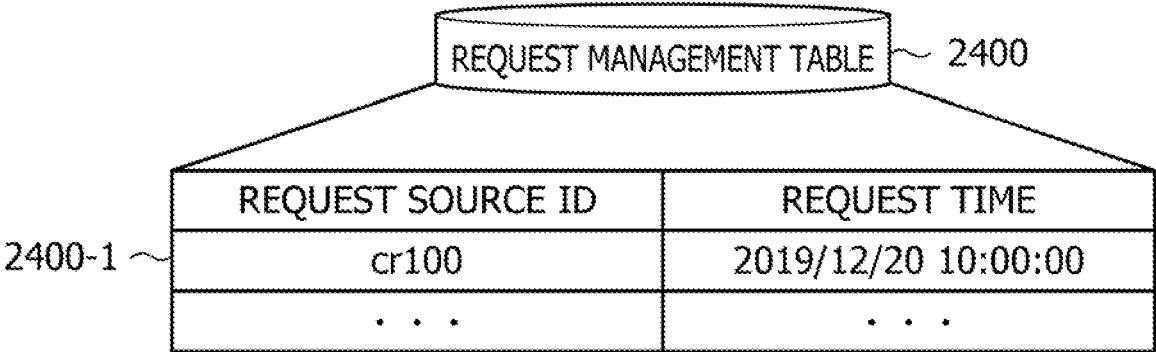 REQUEST MANAGEMENT TABLE 2400
REQUEST SOURCE ID REQUEST TIME
2400-1 cr100 2019/12/20 10:00:00
. . . . . .